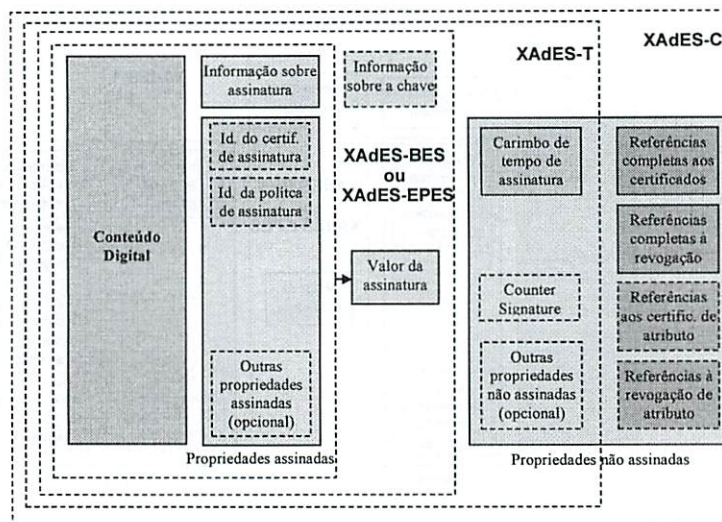 XAdES-C
XAdES-T
Informação sobre
assinatura
Informação
sobre a chave
Id. do certif.
de assinatura
Id. da polítca
de assinatura
XAdES-BES
ou
XAdES-EPES
Conteúdo
Digital
Valor da
assinatura
Outras
propriedades
assinadas
(opcional)
Propriedades assinadas
Carimbo de
tempo de
assinatura
Counter
Signature
Outras
propriedades
não assinadas
(opcional)
Referências
completas aos
certificados
Referências
completas à
revogação
Referências
aos certific. de
atributo
Referências à
revogação de
atributo
Propriedades não assinadas